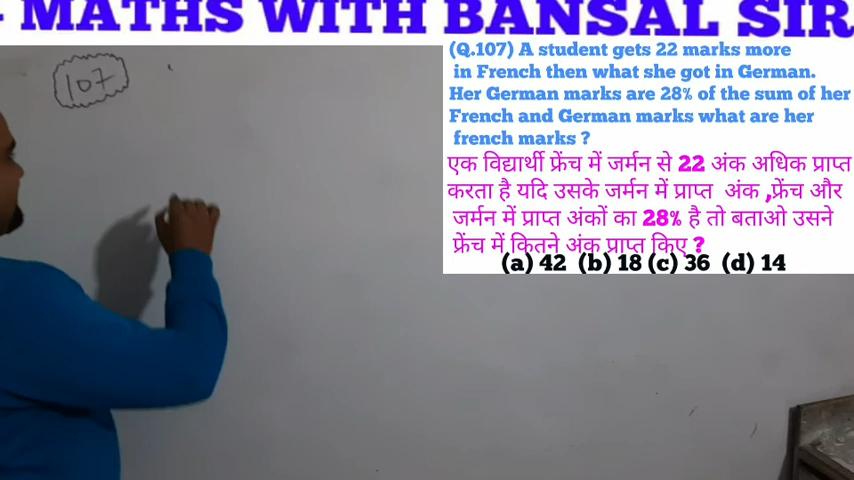 - MATHS WITH BANSAL SIR
107
(Q.107) A student gets 22 marks more
in French then what she got in German.
Her German marks are 28% of the sum of her
French and German marks what are her
french marks ?
एक विद्यार्थी फ्रेंच में जर्मन से 22 अंक अधिक प्राप्त
करता है यदि उसके जर्मन में प्राप्त अंक ,फ्रेंच और
जर्मन में प्राप्त अंकों का 28% है तो बताओ उसने
फ्रेंच में कितने अंक प्राप्त किए ?
(a) 42 (b) 18 (c) 36 (d) 14